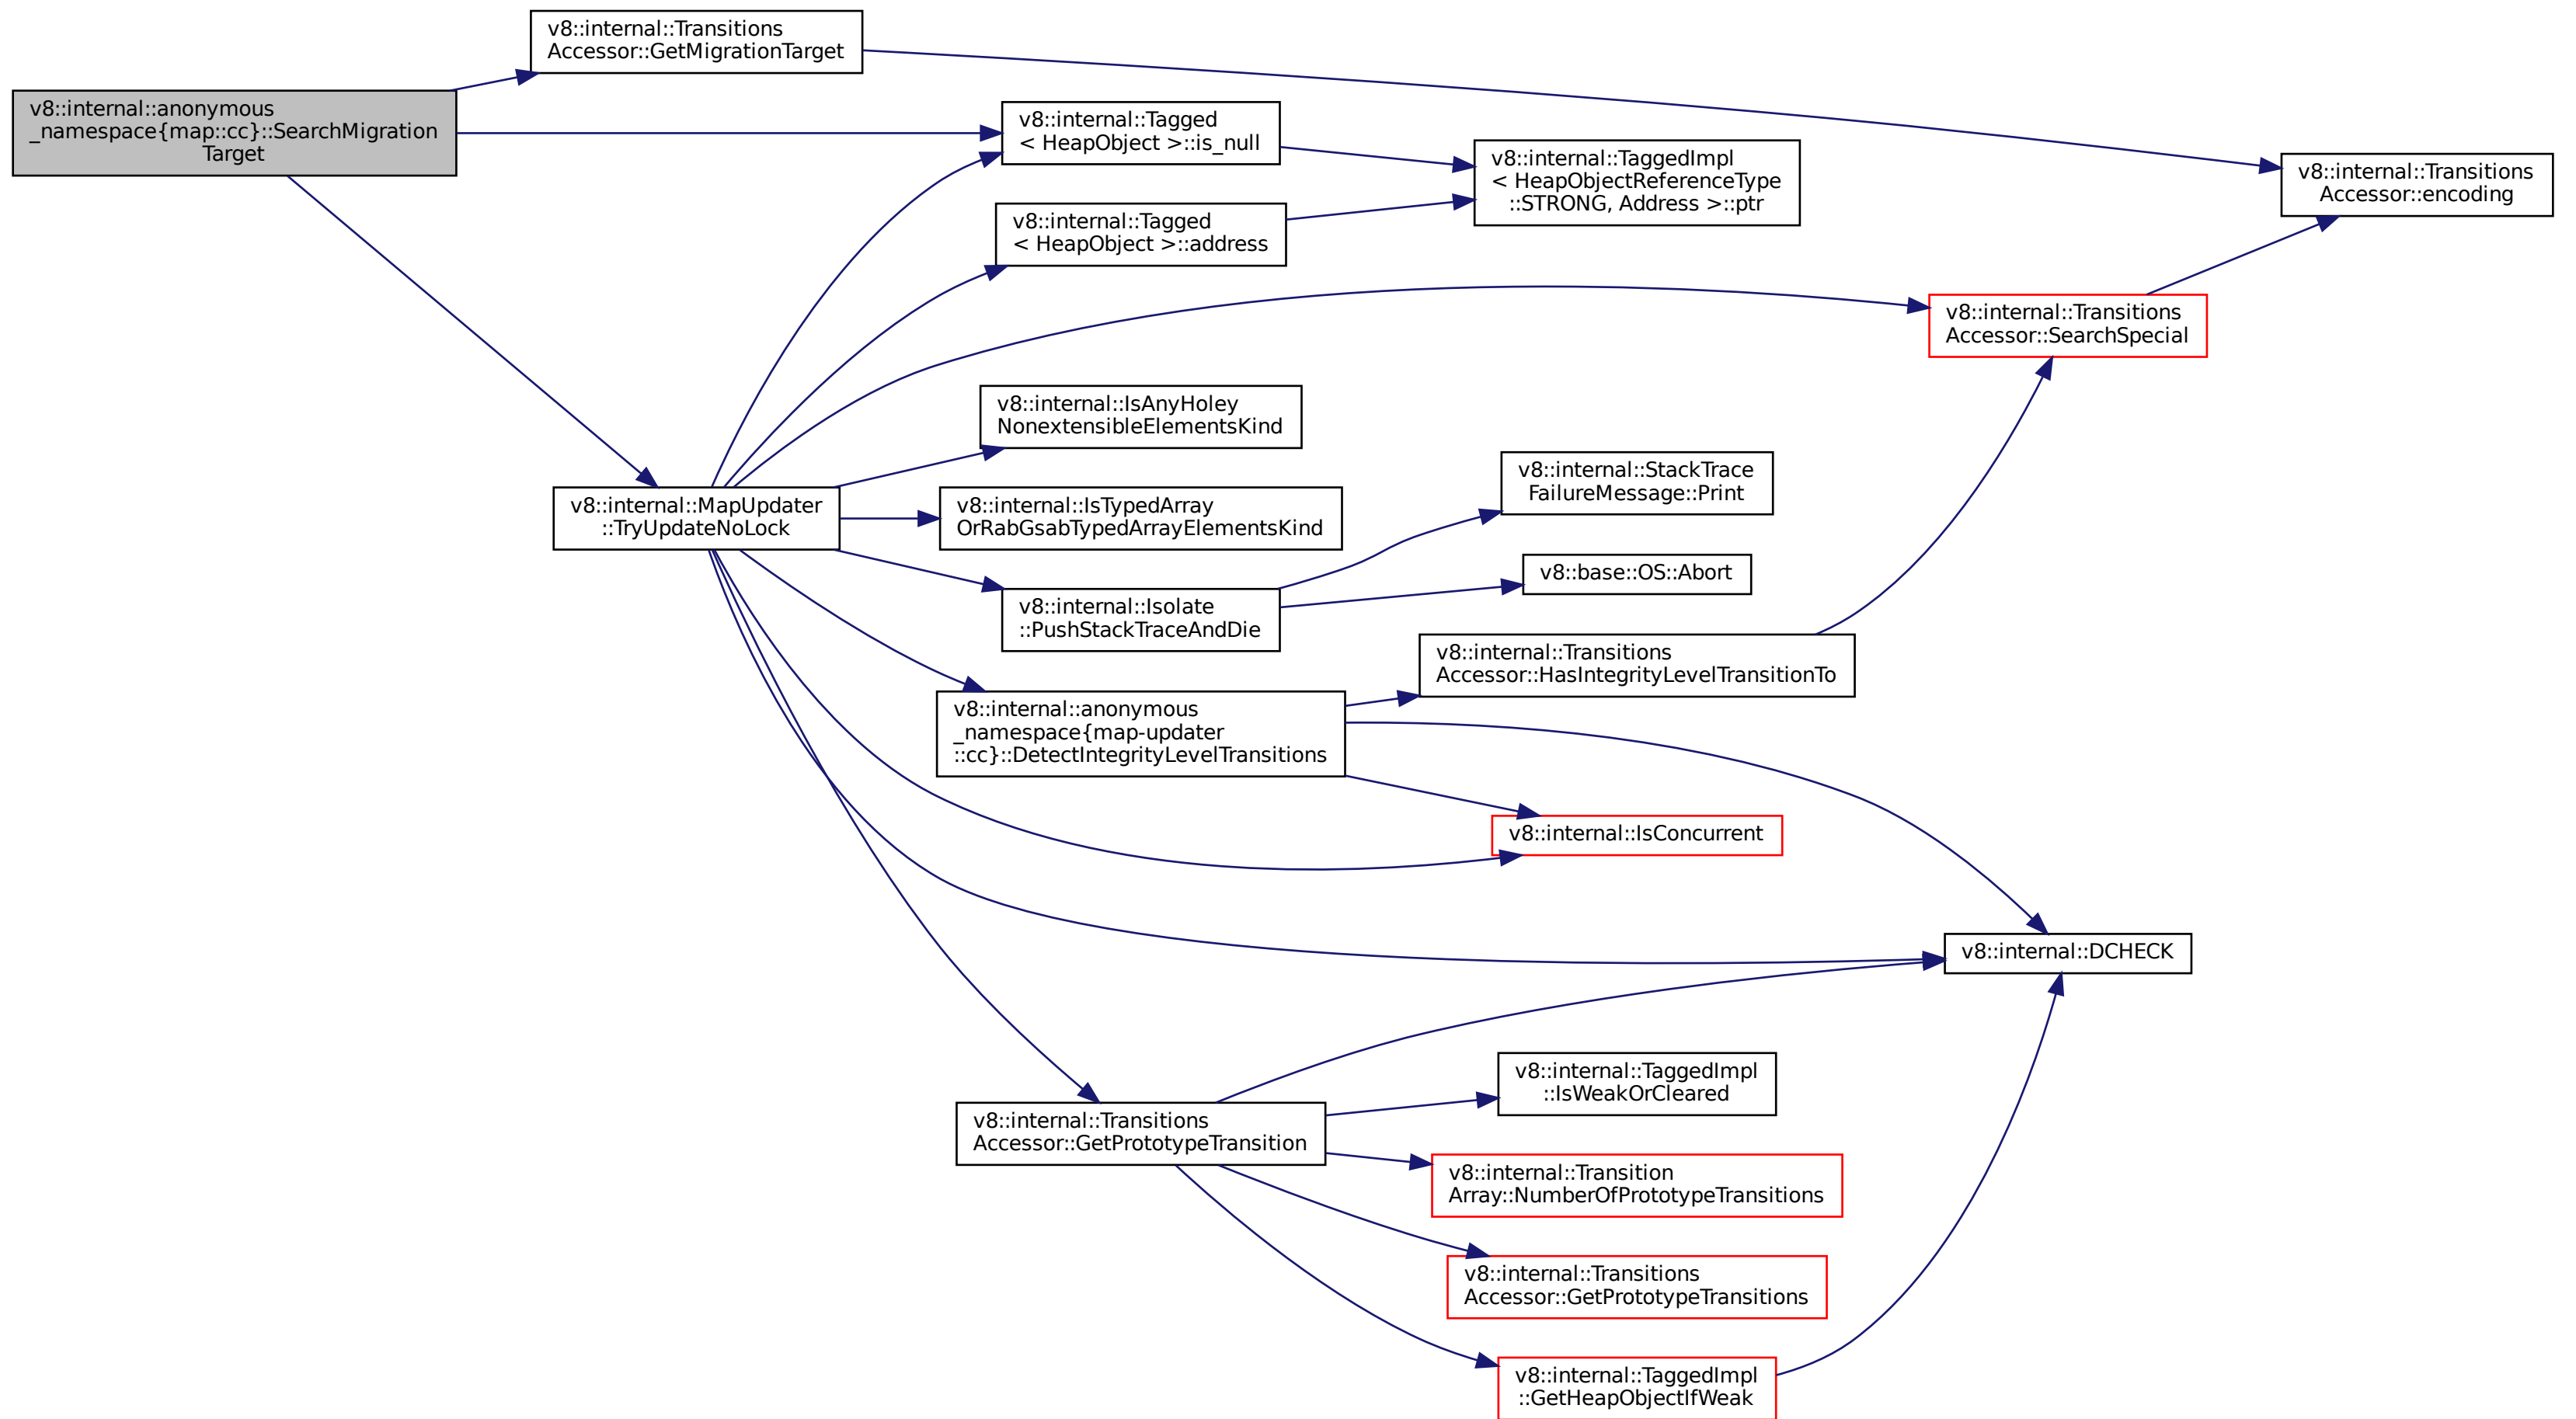 v8::internal::Transitions
Accessor::GetMigrationTarget
v8::internal::anonymous
_namespace{map::cc}::SearchMigration
Target
v8::internal::Tagged
< HeapObject >::is_null
v8::internal::TaggedImpl
< HeapObjectReferenceType
::STRONG, Address >::ptr
v8::internal::Transitions
Accessor::encoding
v8::internal::Tagged
< HeapObject >::address
v8::internal::Transitions
Accessor::SearchSpecial
v8::internal::IsAnyHoley
NonextensibleElementsKind
v8::internal::StackTrace
FailureMessage::Print
v8::internal::MapUpdater
::TryUpdateNoLock
v8::internal::IsTypedArray
OrRabGsabTypedArrayElementsKind
v8::base::OS::Abort
v8::internal::Isolate
::PushStackTraceAndDie
v8::internal::Transitions
Accessor::HasIntegrityLevelTransitionTo
v8::internal::anonymous
_namespace{map-updater
::cc}::DetectIntegrityLevelTransitions
v8::internal::IsConcurrent
v8::internal::DCHECK
v8::internal::TaggedImpl
::IsWeakOrCleared
v8::internal::Transitions
Accessor::GetPrototypeTransition
v8::internal::Transition
Array::NumberOfPrototypeTransitions
v8::internal::Transitions
Accessor::GetPrototypeTransitions
v8::internal::TaggedImpl
::GetHeapObjectIfWeak